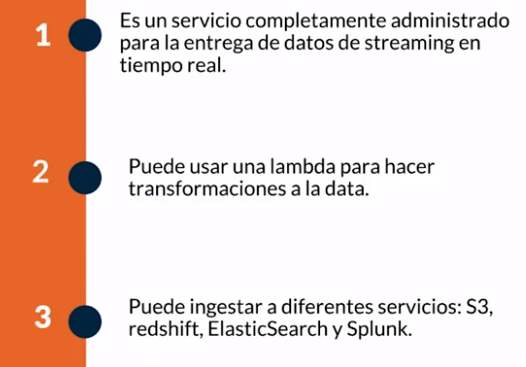 1
Es un servicio completamente administrado
para la entrega de datos de streaming en
tiempo real.
2
Puede usar una lambda para hacer
transformaciones a la data.
3
Puede ingestar a diferentes servicios: S3,
redshift, ElasticSearch y Splunk.